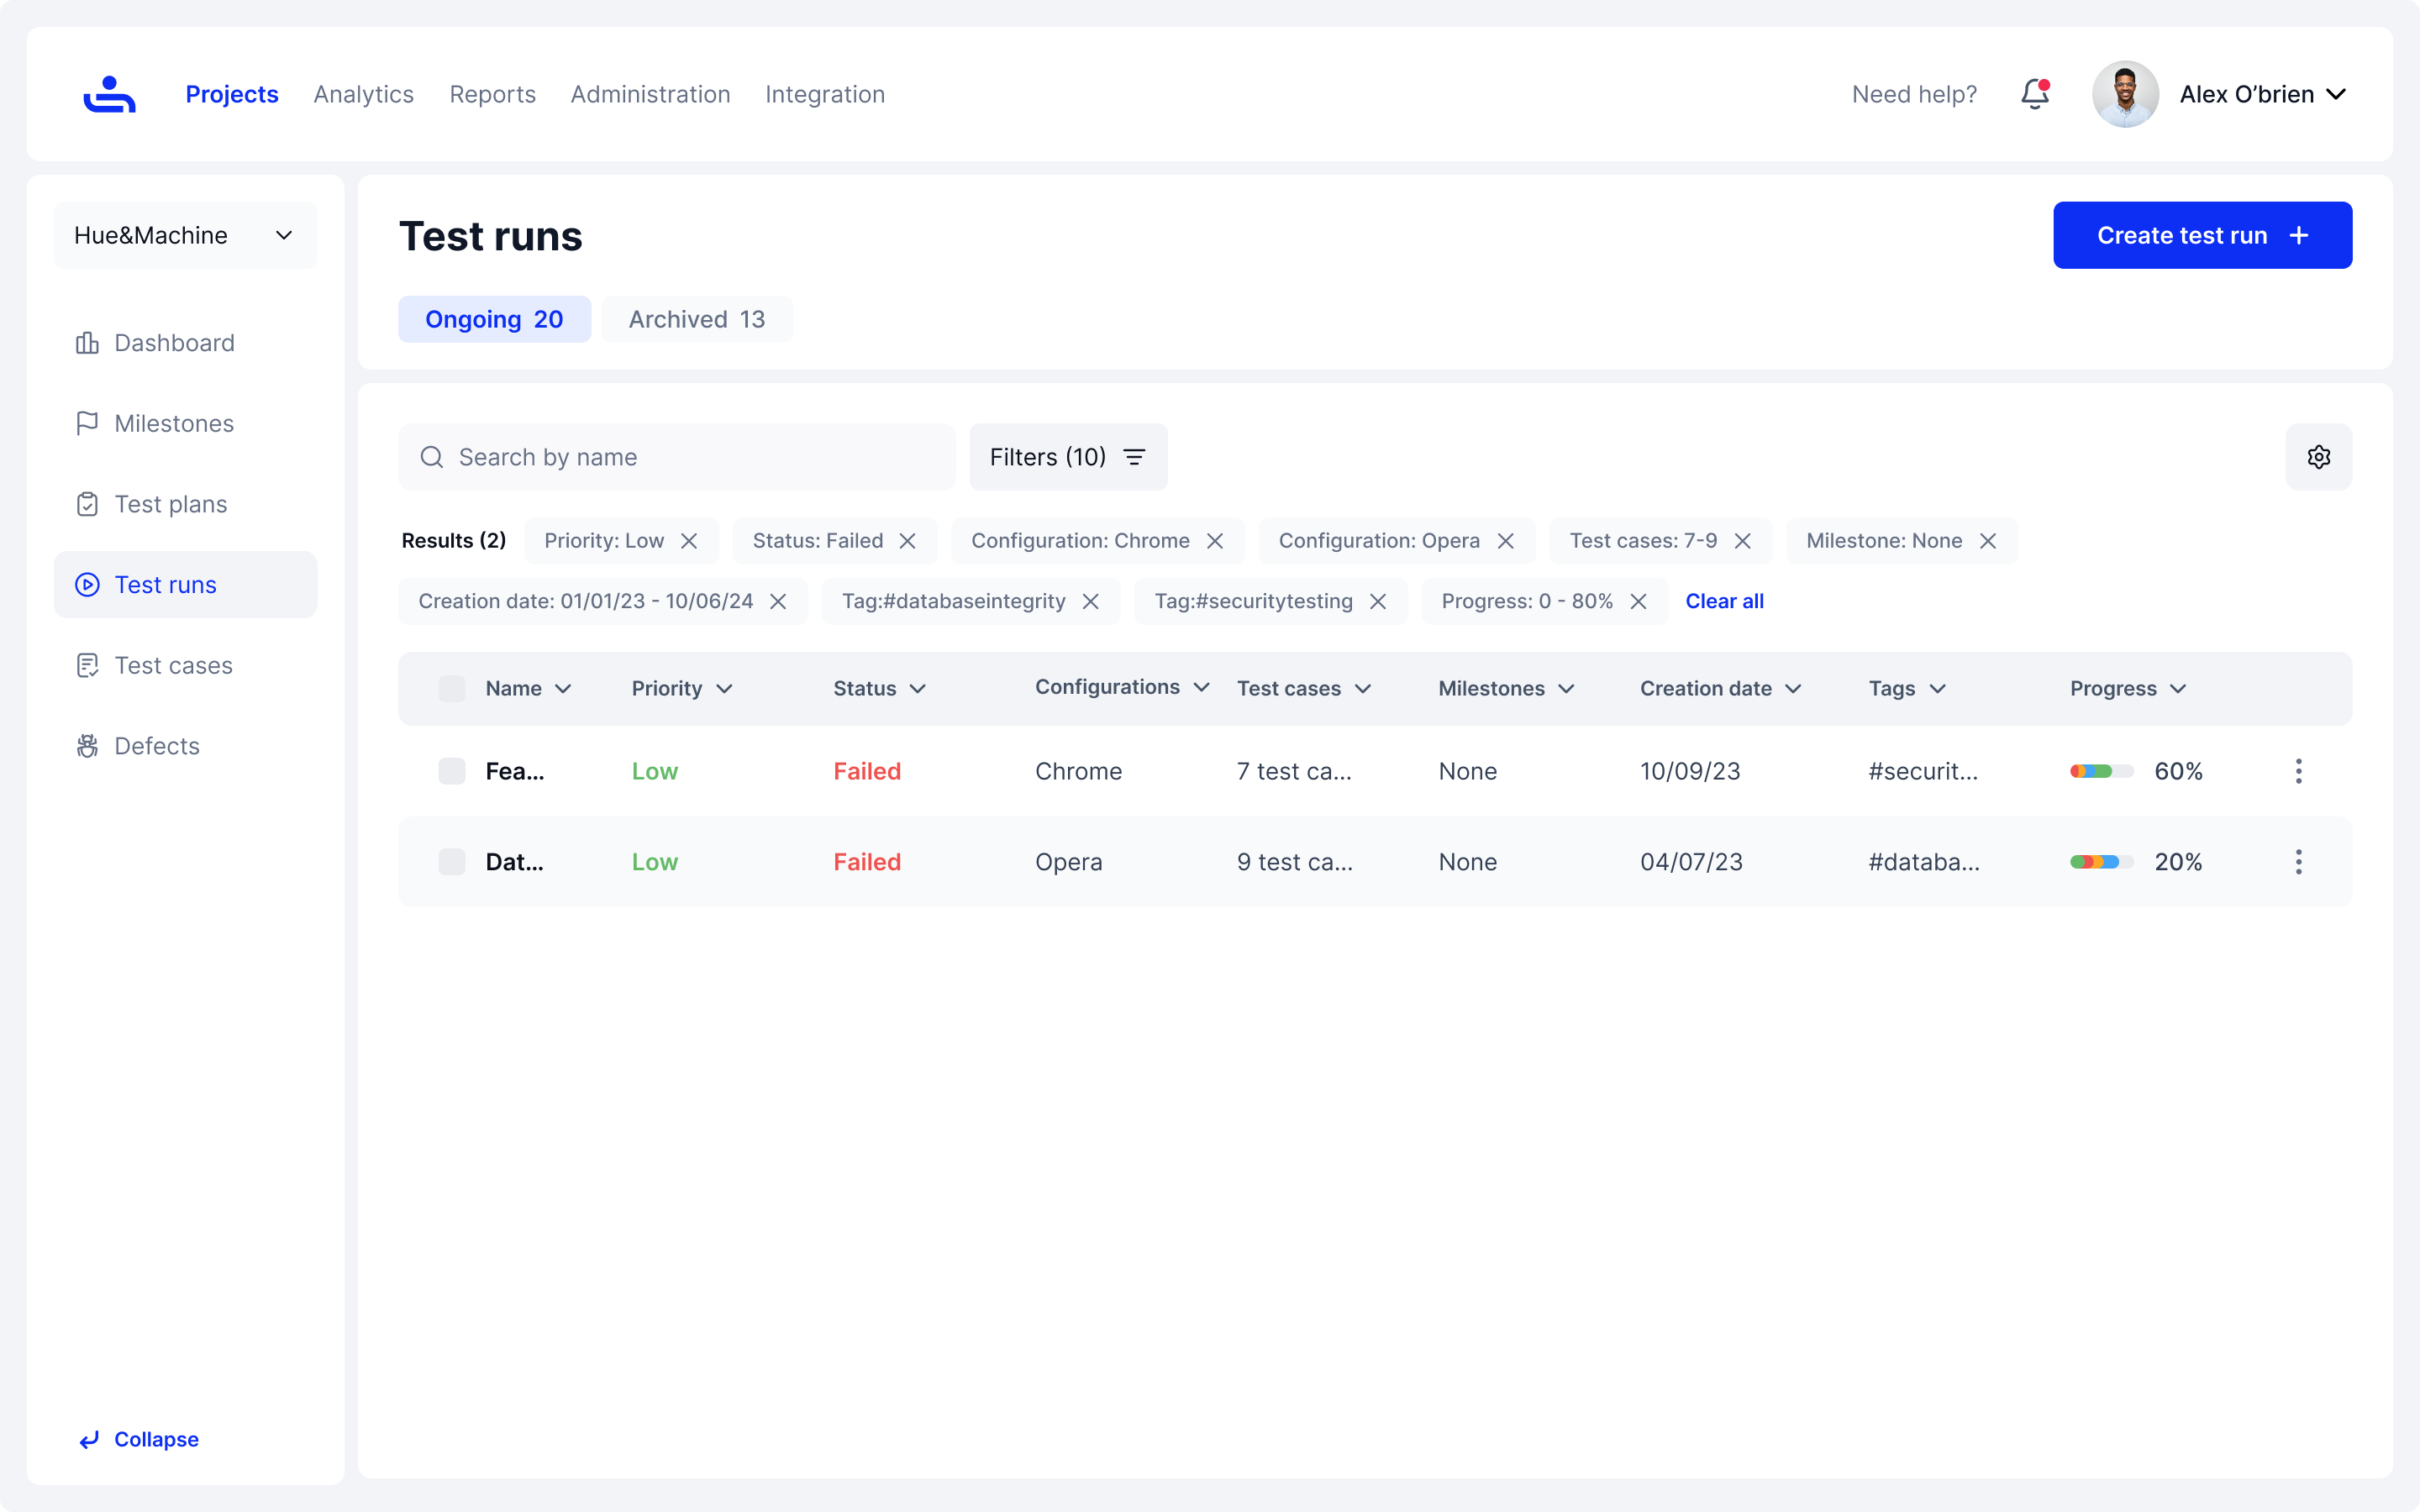 Projects Analytics Reports Administration Integration Need help? Alex O’brien
Hue&Machine
Dashboard
Milestones
Test plans
Test runs
Test cases
Defects
Collapse
Test runs
Create test run
Ongoing 20 Archived 13
Search by name Filters (10)
Results (2) Priority: Low Status: Failed Configuration: Chrome Configuration: Opera Test cases: 7-9 Milestone: None
Creation date: 01/01/23 - 10/06/24 Tag:#databaseintegrity Tag:#securitytesting Progress: 0 - 80% Clear all
Name Priority Status Configurations Test cases Milestones Creation date Tags Progress
Fea... Low Failed Chrome 7 test ca... None 10/09/23 #securit... 60%
Dat... Low Failed Opera 9 test ca... None 04/07/23 #databa... 20%